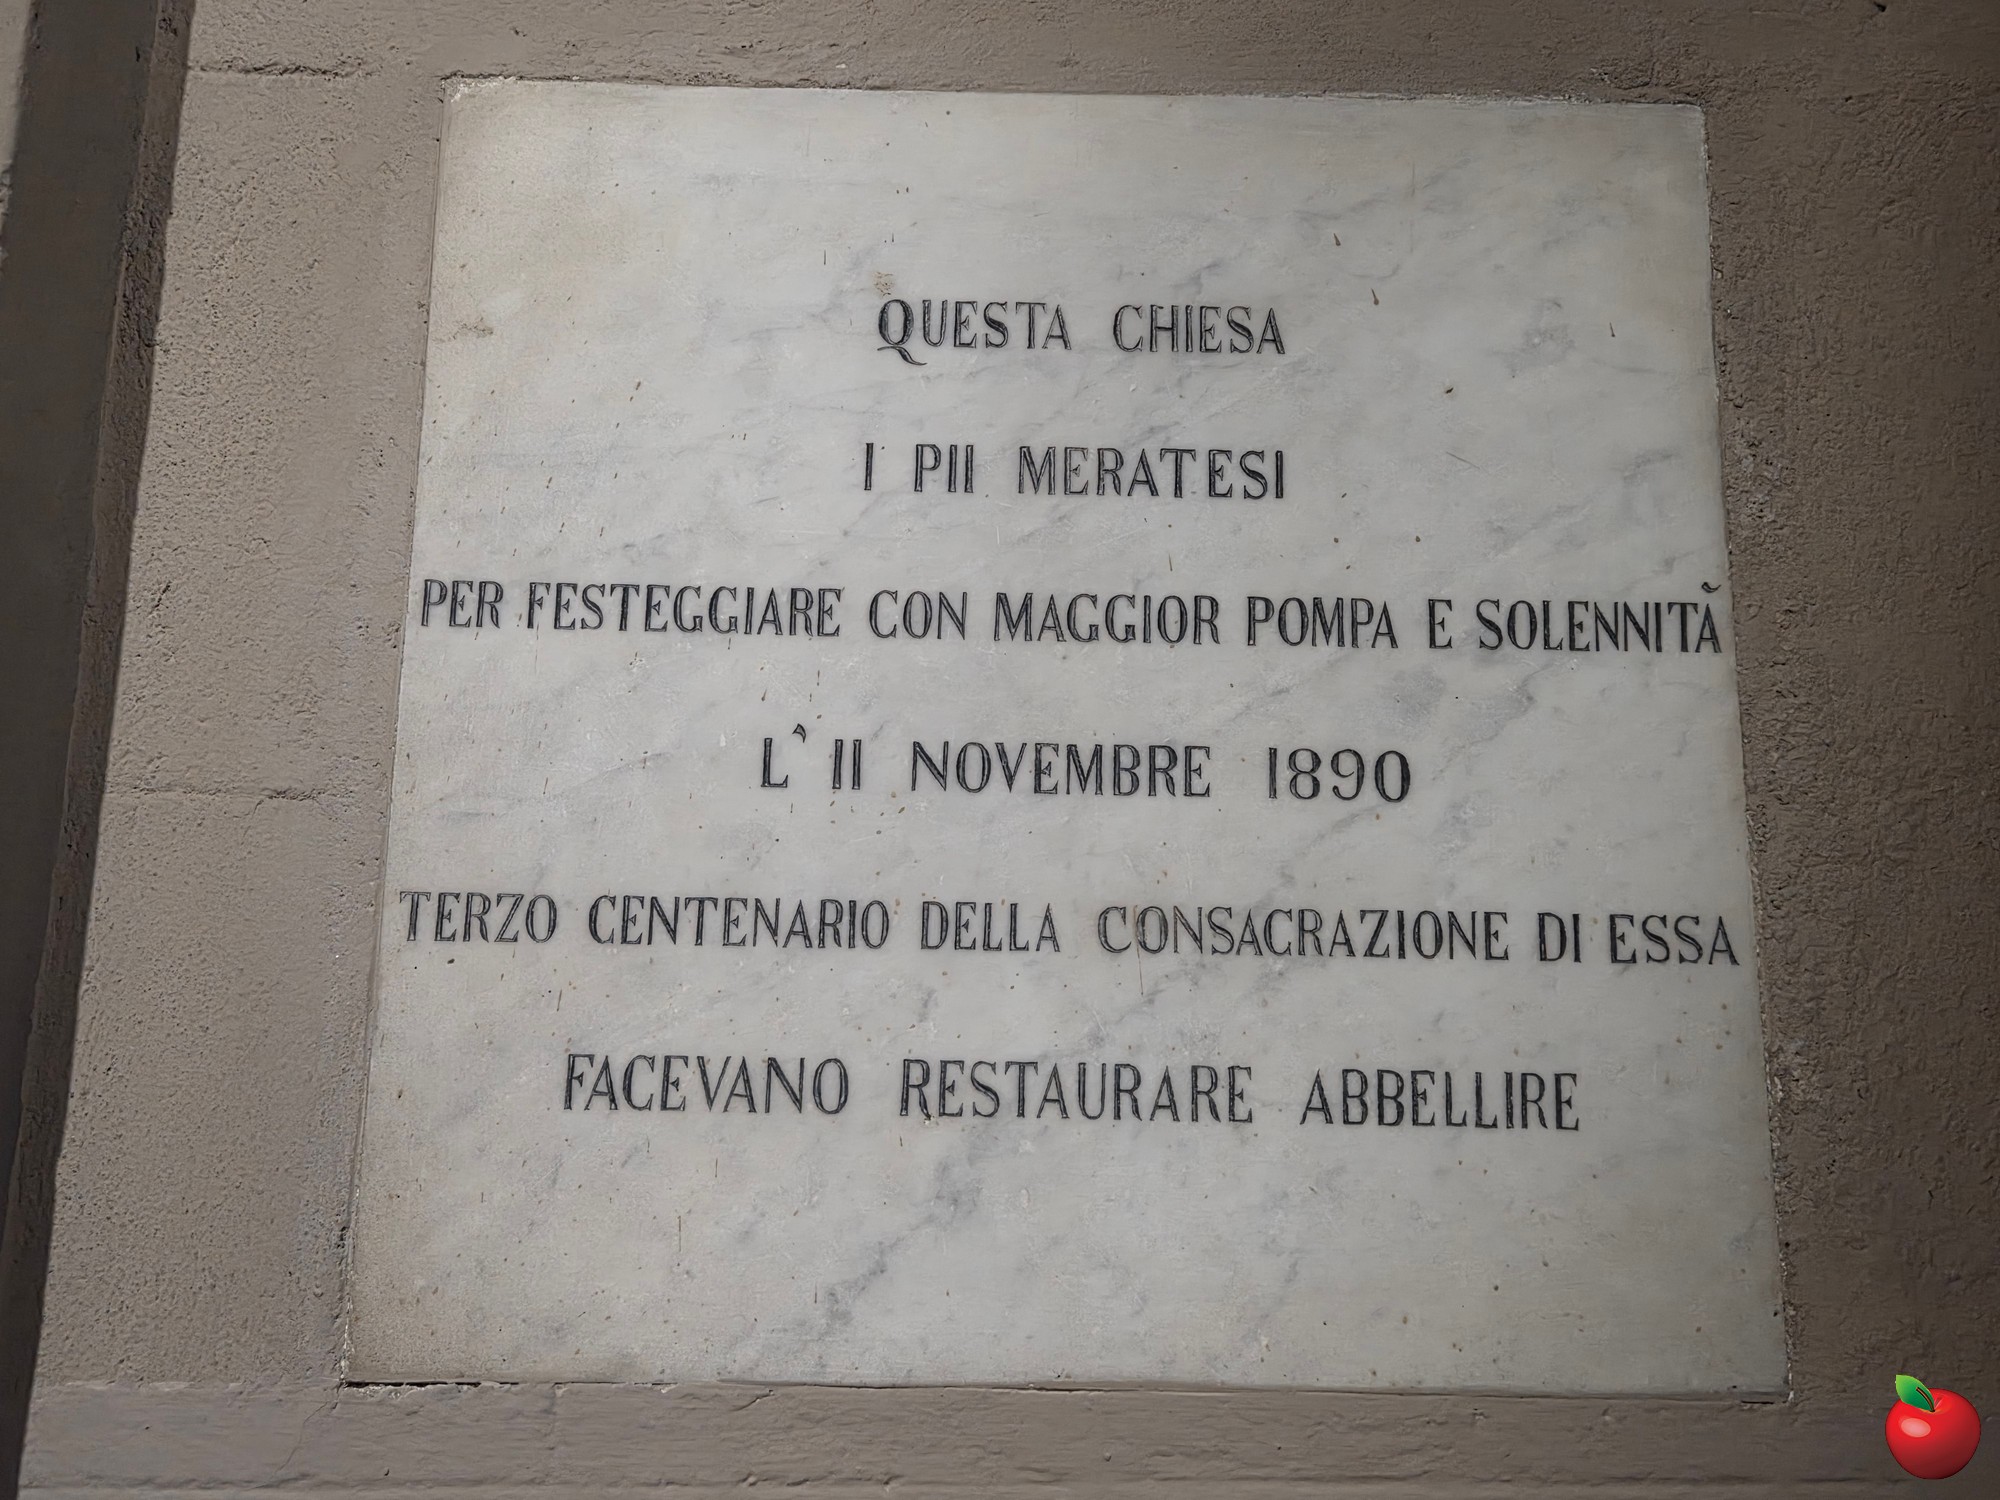 QUESTA CHIESA
I PII MERATESI
PER FESTEGGIARE CON MAGGIOR POMPA E SOLENNITÀ
L'11 NOVEMBRE 1890
TERZO CENTENARIO DELLA CONSACRAZIONE DI ESSA
FACEVANO RESTAURARE ABBELLIRE